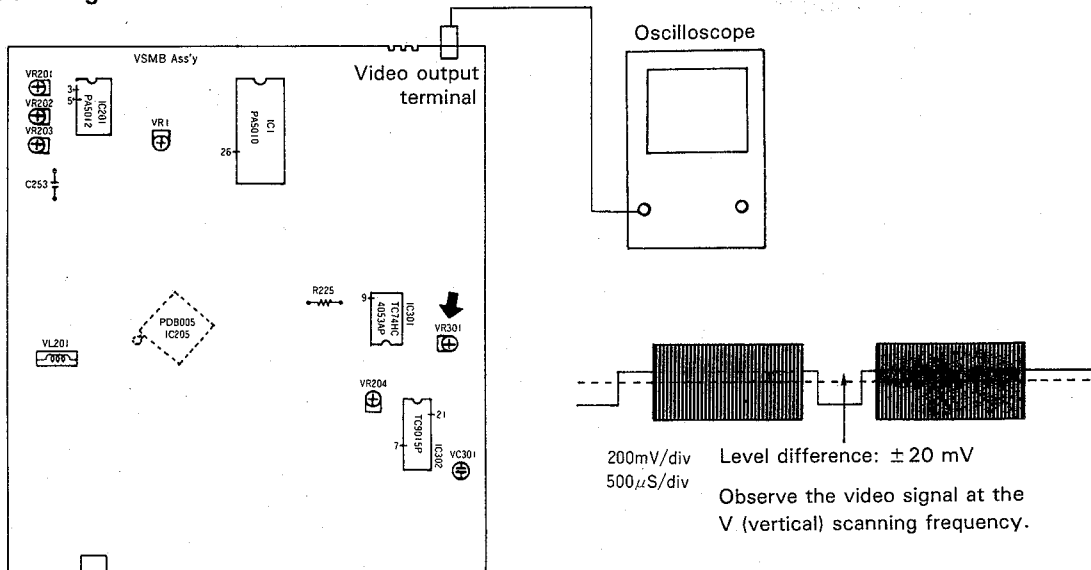 Oscilloscope
VSMB Ass'y
Video output
terminal
VR201
VR202
VR203
3
5
IC201
PA5012
VR1
IC1
PA5010
26
C253
R225
9
IC301
TC74HC
4053AP
VR301
PDB005
IC205
VL201
VR204
21
TC9015P
7
IC302
VC301
200mV/div
500μS/div
Level difference: ±20 mV
Observe the video signal at the
V (vertical) scanning frequency.